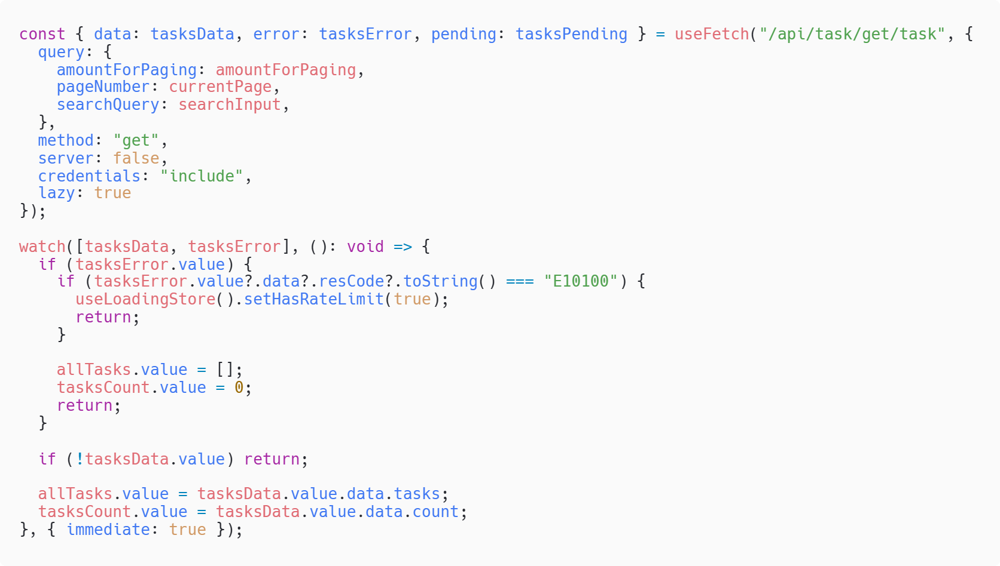 const { data: tasksData, error: tasksError, pending: tasksPending } = useFetch("/api/task/get/task", {
  query: {
    amountForPaging: amountForPaging,
    pageNumber: currentPage,
    searchQuery: searchInput,
  },
  method: "get",
  server: false,
  credentials: "include",
  lazy: true
});

watch([tasksData, tasksError], (): void => {
  if (tasksError.value) {
    if (tasksError.value?.data?.resCode?.toString() === "E10100") {
      useLoadingStore().setHasRateLimit(true);
      return;
    }

    allTasks.value = [];
    tasksCount.value = 0;
    return;
  }

  if (!tasksData.value) return;

  allTasks.value = tasksData.value.data.tasks;
  tasksCount.value = tasksData.value.data.count;
}, { immediate: true });